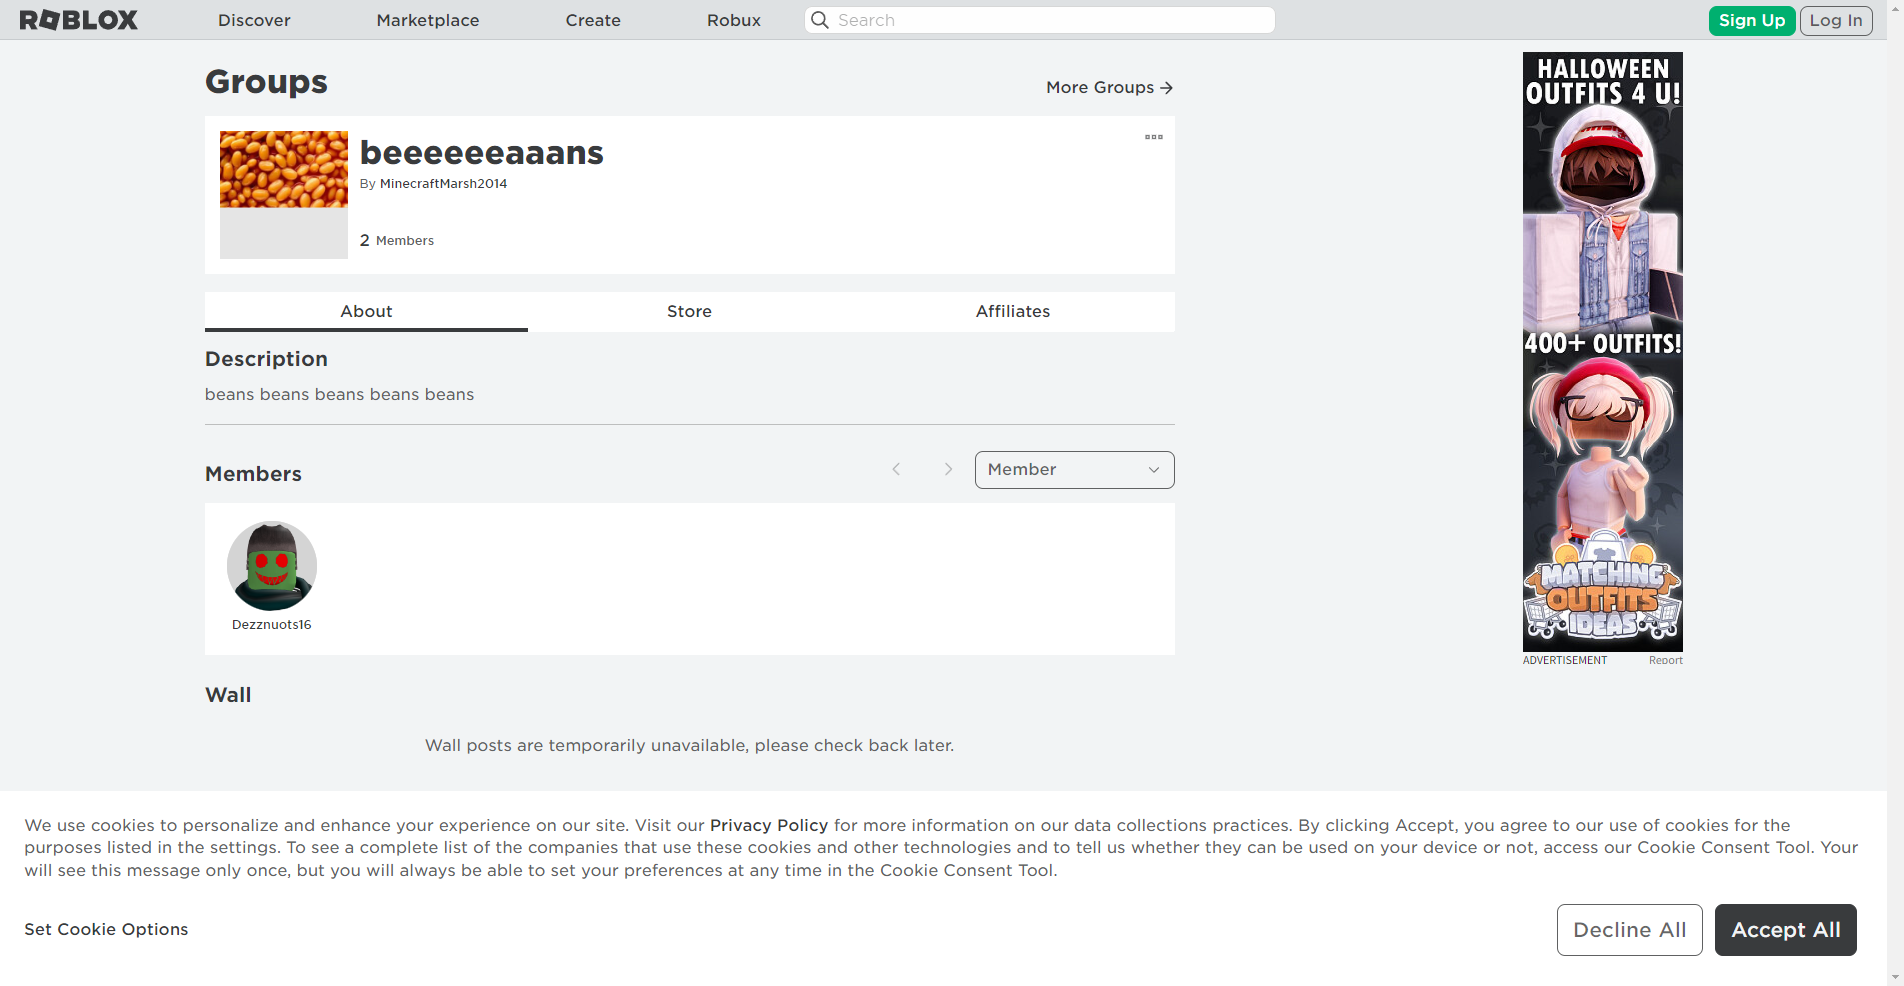 ROBLOX
Discover
Marketplace
Create
Robux
Search
Sign Up
Log In
Groups
More Groups
beeeeeeaaans
By MinecraftMarsh2014
2 Members
About
Store
Affiliates
Description
beans beans beans beans beans
Members
Member
Dezznuots16
Wall
Wall posts are temporarily unavailable, please check back later.
HALLOWEEN
OUTFITS 4 U!
400+ OUTFITS!
MATCHING
OUTFITS
IDEAS
ADVERTISEMENT
Report
We use cookies to personalize and enhance your experience on our site. Visit our Privacy Policy for more information on our data collections practices. By clicking Accept, you agree to our use of cookies for the
purposes listed in the settings. To see a complete list of the companies that use these cookies and other technologies and to tell us whether they can be used on your device or not, access our Cookie Consent Tool. Your
will see this message only once, but you will always be able to set your preferences at any time in the Cookie Consent Tool.
Set Cookie Options
Decline All
Accept All